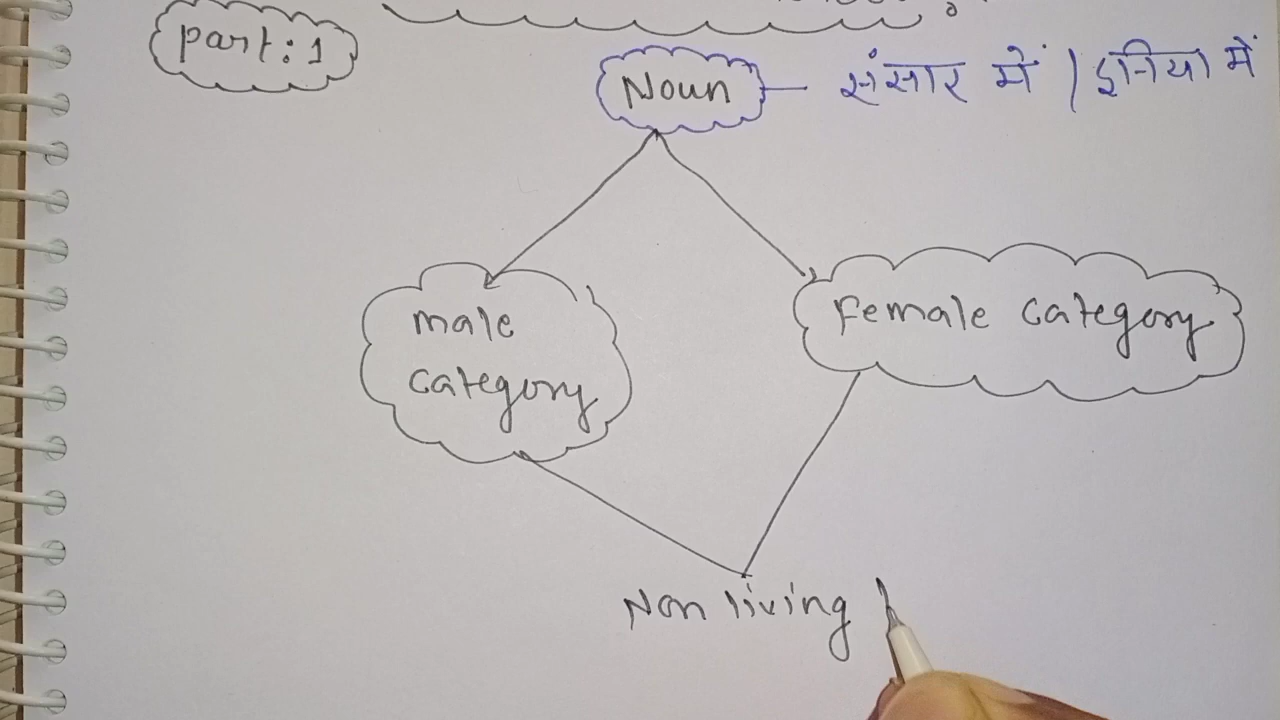 part: 1
Noun — संसार में / दुनिया में
male
category
Female category
Non living